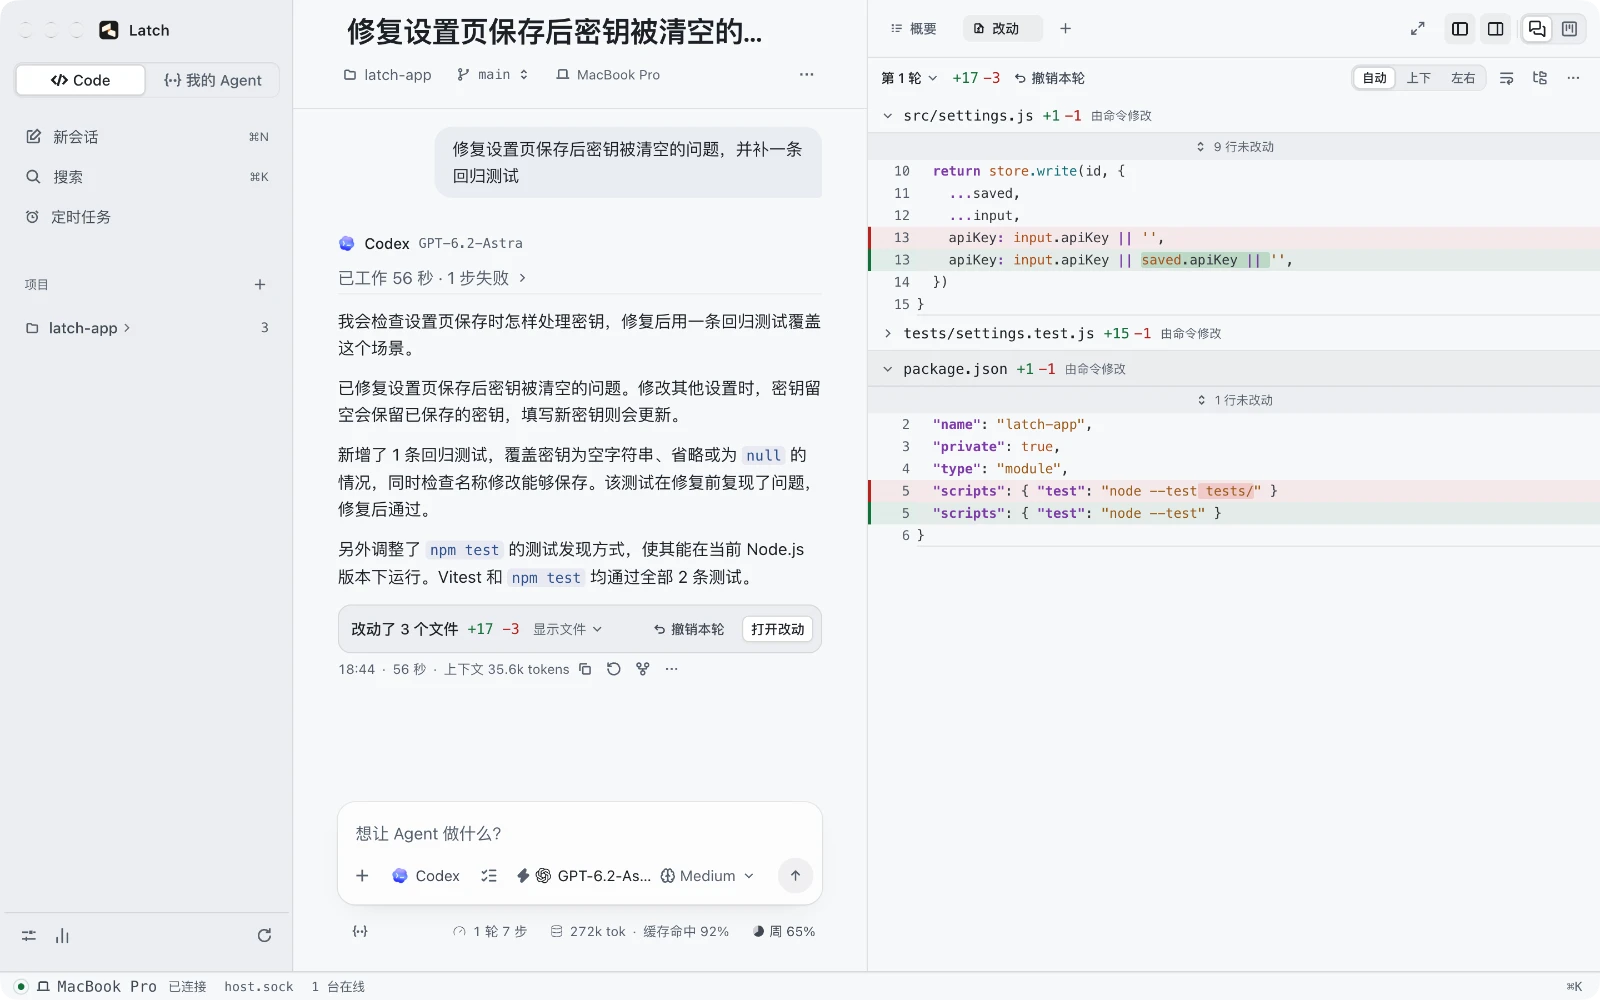 Latch
Code
我的 Agent
新会话 ⌘N
搜索 ⌘K
定时任务
项目
latch-app 3
修复设置页保存后密钥被清空的...
latch-app main MacBook Pro
修复设置页保存后密钥被清空的问题，并补一条
回归测试
Codex GPT-6.2-Astra
已工作 56 秒 · 1 步失败
我会检查设置页保存时怎样处理密钥，修复后用一条回归测试覆盖
这个场景。
已修复设置页保存后密钥被清空的问题。修改其他设置时，密钥留
空会保留已保存的密钥，填写新密钥则会更新。
新增了 1 条回归测试，覆盖密钥为空字符串、省略或为 null 的
情况，同时检查名称修改能够保存。该测试在修复前复现了问题，
修复后通过。
另外调整了 npm test 的测试发现方式，使其能在当前 Node.js
版本下运行。Vitest 和 npm test 均通过全部 2 条测试。
改动了 3 个文件 +17 −3 显示文件 撤销本轮 打开改动
18:44 · 56 秒 · 上下文 35.6k tokens
想让 Agent 做什么？
Codex GPT-6.2-As... Medium
1 轮 7 步 272k tok · 缓存命中 92% 周 65%
概要 改动
第 1 轮 +17 −3 撤销本轮 自动 上下 左右
src/settings.js +1 −1 由命令修改
9 行未改动
10 return store.write(id, {
11 ...saved,
12 ...input,
13 apiKey: input.apiKey || '',
13 apiKey: input.apiKey || saved.apiKey || '',
14 })
15 }
tests/settings.test.js +15 −1 由命令修改
package.json +1 −1 由命令修改
1 行未改动
2 "name": "latch-app",
3 "private": true,
4 "type": "module",
5 "scripts": { "test": "node --test tests/" }
5 "scripts": { "test": "node --test" }
6 }
MacBook Pro 已连接 host.sock 1 台在线 ⌘K